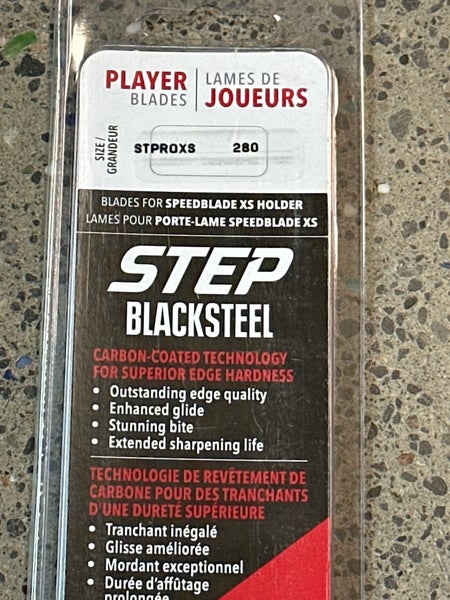 PLAYER BLADES
LAMES DE JOUEURS
SIZE/
GRANDEUR
STPROXS 280
BLADES FOR SPEEDBLADE XS HOLDER
LAMES POUR PORTE-LAME SPEEDBLADE XS
STEP
BLACKSTEEL
CARBON-COATED TECHNOLOGY
FOR SUPERIOR EDGE HARDNESS
• Outstanding edge quality
• Enhanced glide
• Stunning bite
• Extended sharpening life
TECHNOLOGIE DE REVÊTEMENT DE
CARBONE POUR DES TRANCHANTS
D'UNE DURETÉ SUPÉRIEURE
• Tranchant inégalé
• Glisse améliorée
• Mordant exceptionnel
• Durée d'affûtage
prolongée